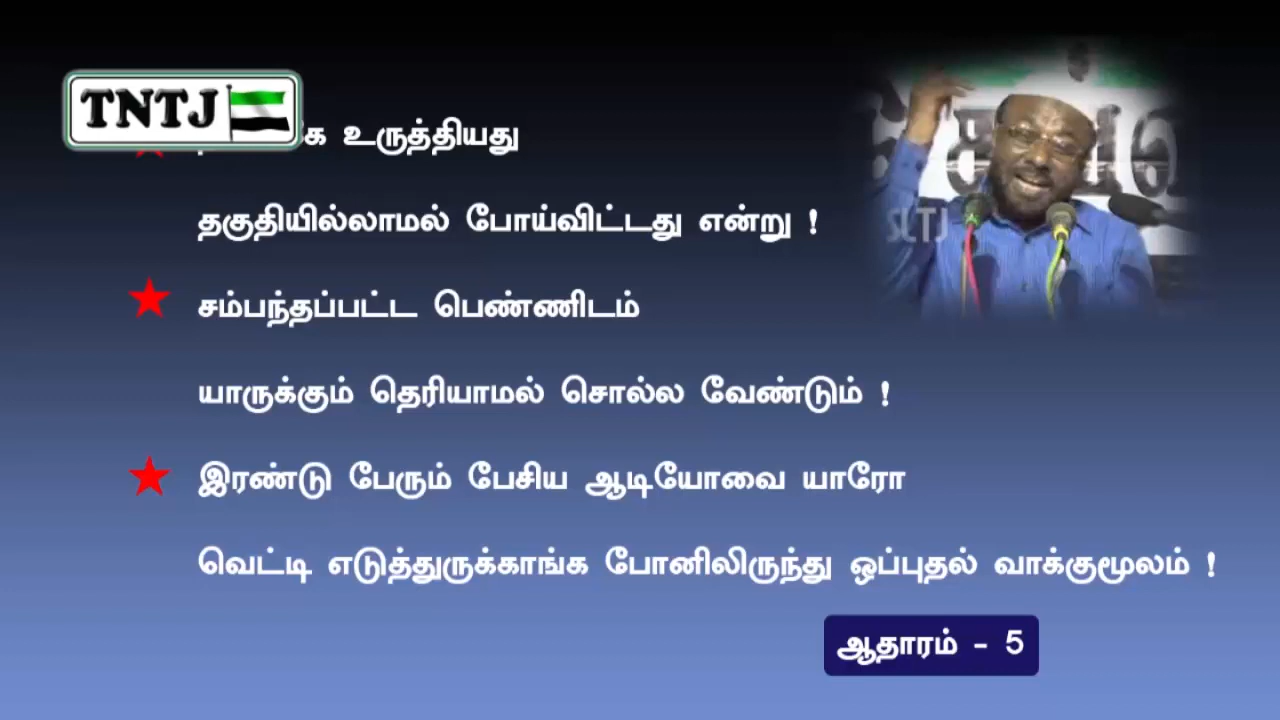 TNTJ
உருத்தியது
தகுதியில்லாமல் போய்விட்டது என்று !
சம்பந்தப்பட்ட பெண்ணிடம்
யாருக்கும் தெரியாமல் சொல்ல வேண்டும் !
இரண்டு பேரும் பேசிய ஆடியோவை யாரோ
வெட்டி எடுத்துருக்காங்க போனிலிருந்து ஒப்புதல் வாக்குமூலம் !
ஆதாரம் - 5
SLTJ